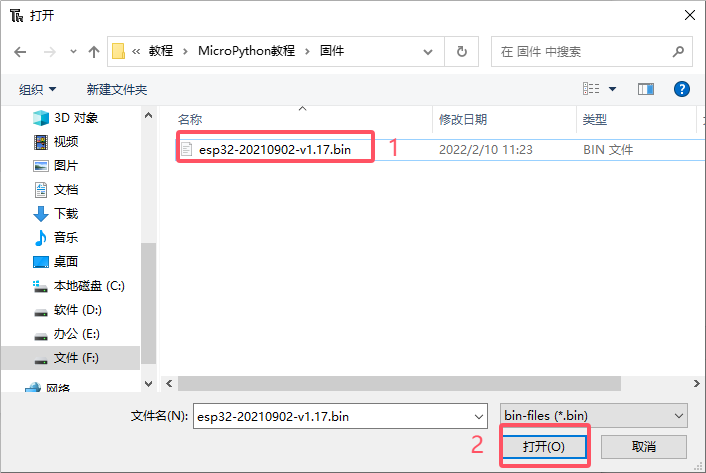 打开
« 教程 > MicroPython教程 > 固件
在 固件 中搜索
组织
新建文件夹
名称
修改日期
类型
esp32-20210902-v1.17.bin
1
2022/2/10 11:23
BIN 文件
3D 对象
视频
图片
文档
下载
音乐
桌面
本地磁盘 (C:)
软件 (D:)
办公 (E:)
文件 (F:)
网络
文件名(N):
esp32-20210902-v1.17.bin
bin-files (*.bin)
2
打开(O)
取消